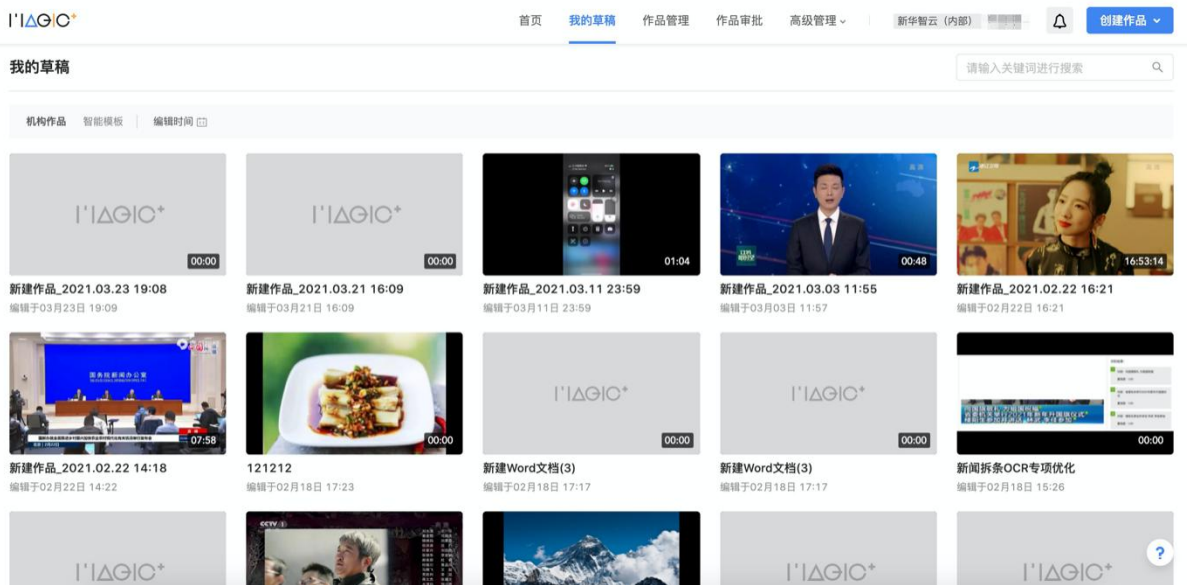 MAGIC+
首页
我的草稿
作品管理
作品审批
高级管理
新华智云（内部）
创建作品
我的草稿
请输入关键词进行搜索
机构作品
智能模板
编辑时间
MAGIC+
00:00
MAGIC+
00:00
01:04
00:48
16:53:14
新建作品_2021.03.23 19:08
新建作品_2021.03.21 16:09
新建作品_2021.03.11 23:59
新建作品_2021.03.03 11:55
新建作品_2021.02.22 16:21
编辑于03月23日 19:09
编辑于03月21日 16:09
编辑于03月11日 23:59
编辑于03月03日 11:57
编辑于02月22日 16:21
国务院新闻办公室
07:58
00:00
MAGIC+
00:00
MAGIC+
00:00
00:00
新建作品_2021.02.22 14:18
121212
新建Word文档(3)
新建Word文档(3)
新闻拆条OCR专项优化
编辑于02月22日 14:22
编辑于02月18日 17:23
编辑于02月18日 17:17
编辑于02月18日 17:17
编辑于02月18日 15:26
MAGIC+
CCTV 1
MAGIC+
MAGIC+
?